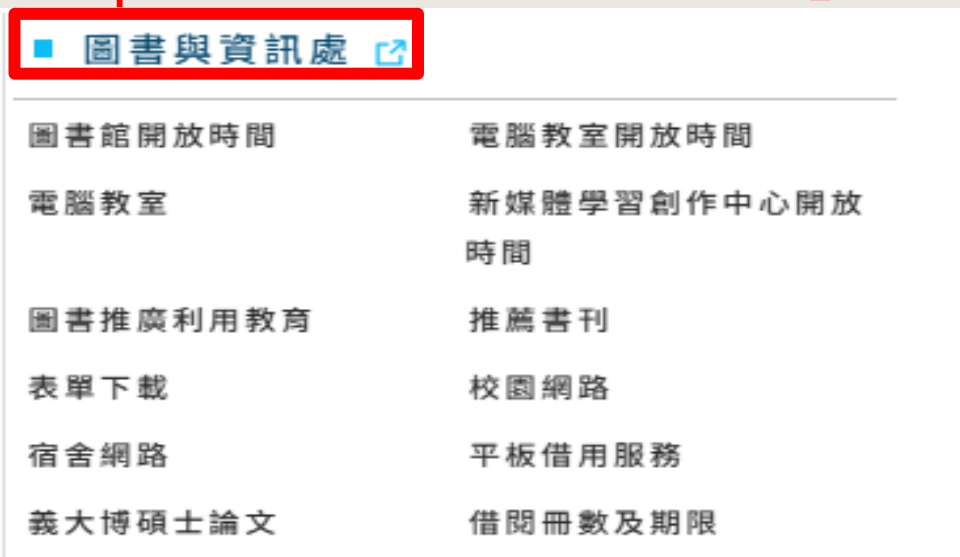 圖書與資訊處
圖書館開放時間
電腦教室開放時間
電腦教室
新媒體學習創作中心開放
時間
圖書推廣利用教育
推薦書刊
表單下載
校園網路
宿舍網路
平板借用服務
義大博碩士論文
借閱冊數及期限